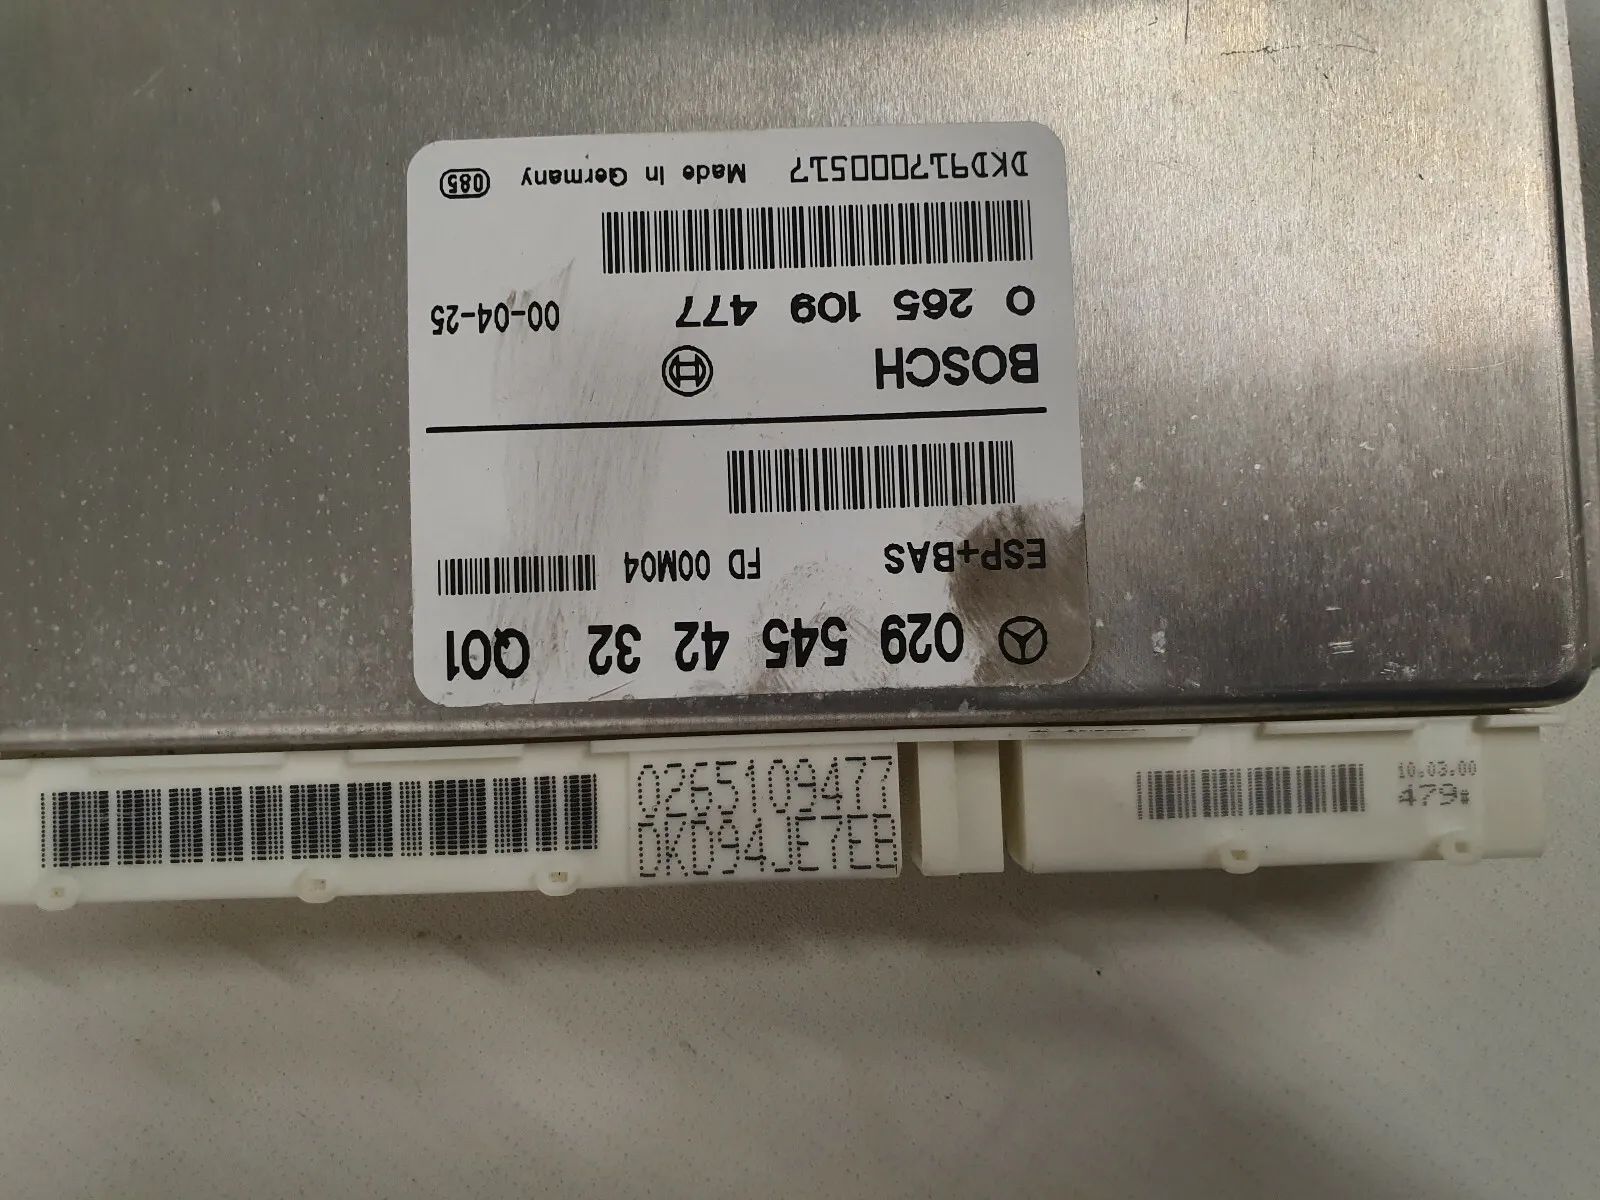 029 545 42 32 Q01
ESP+BAS FD 00M04
BOSCH
0 265 109 477 00-04-25
DKD917000517 Made In Germany 085
0265109477
DKD94JE7EB
10.03.00
479